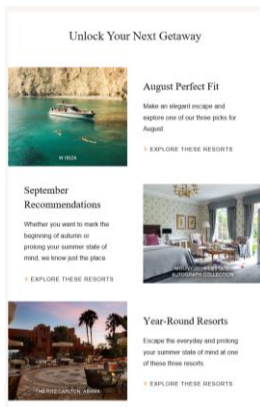 Unlock Your Next Getaway
W IBIZA
August Perfect Fit
Make an elegant escape and
explore one of our three picks for
August.
> EXPLORE THESE RESORTS
September
Recommendations
Whether you want to mark the
beginning of autumn or
prolong your summer state of
mind, we know just the place.
> EXPLORE THESE RESORTS
MOUNT JULIET ESTATE,
AUTOGRAPH COLLECTION
THE RITZ-CARLTON, ABAMA
Year-Round Resorts
Escape the everyday and prolong
your summer state of mind at one
of these three resorts.
> EXPLORE THESE RESORTS